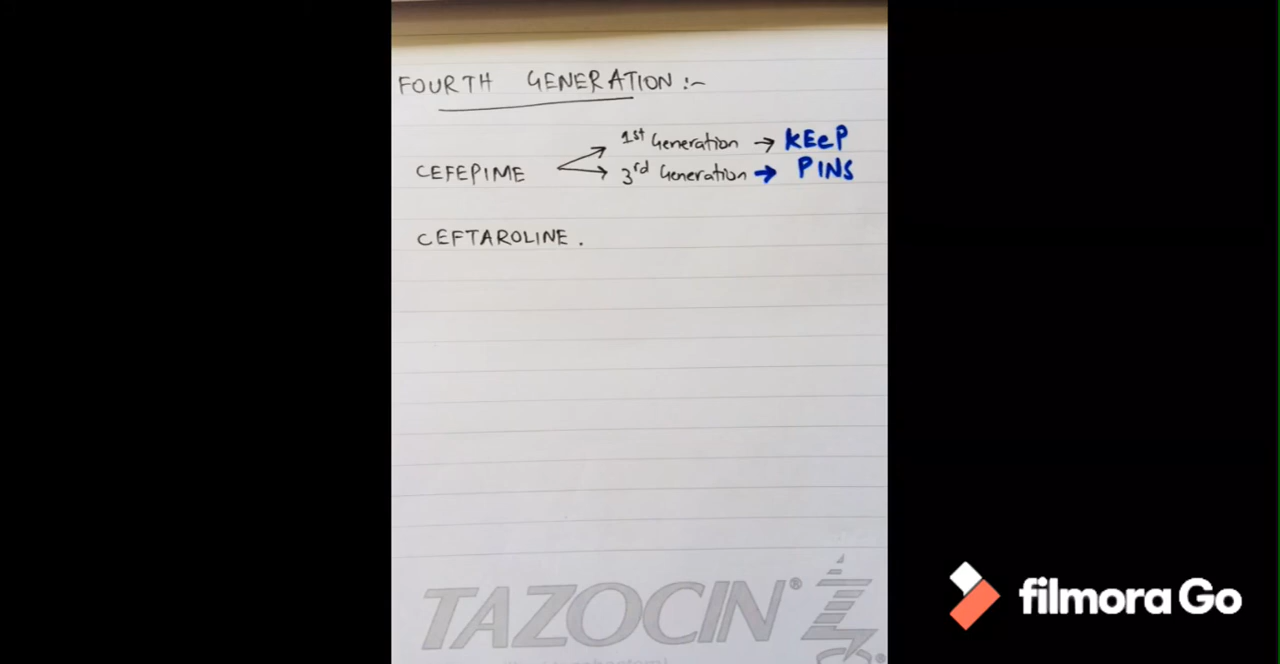 FOURTH GENERATION :-
1st Generation → KEeP
CEFEPIME
3rd Generation → PINS
CEFTAROLINE.
TAZOCIN®
filmora Go